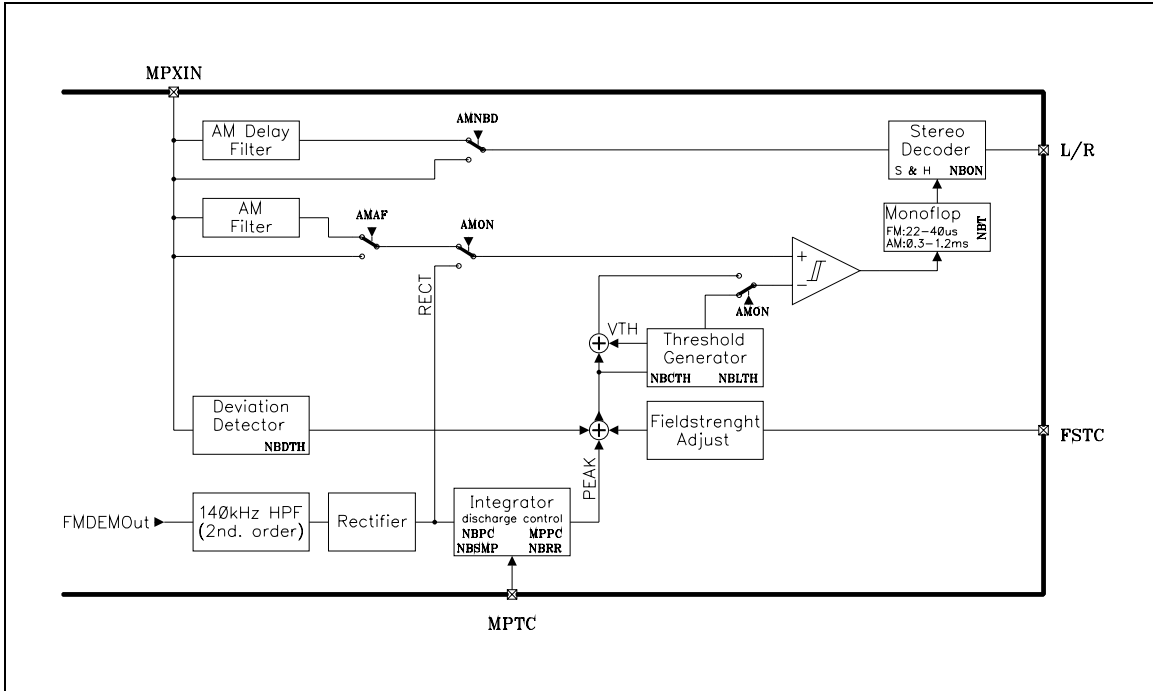 MPXIN
AM Delay
Filter
AMNBD
Stereo
Decoder
S & H NBON
L/R
AM
Filter
AMAF
AMON
Monoflop
FM:22-40us
AM:0.3-1.2ms
NBT
+
-
RECT
AMON
VTH
+
Threshold
Generator
NBCTH NBLTH
Deviation
Detector
NBDTH
+
Fieldstrenght
Adjust
FSTC
PEAK
FMDEMOut
140kHz HPF
(2nd. order)
Rectifier
Integrator
discharge control
NBPC MPPC
NBSMP NBRR
MPTC